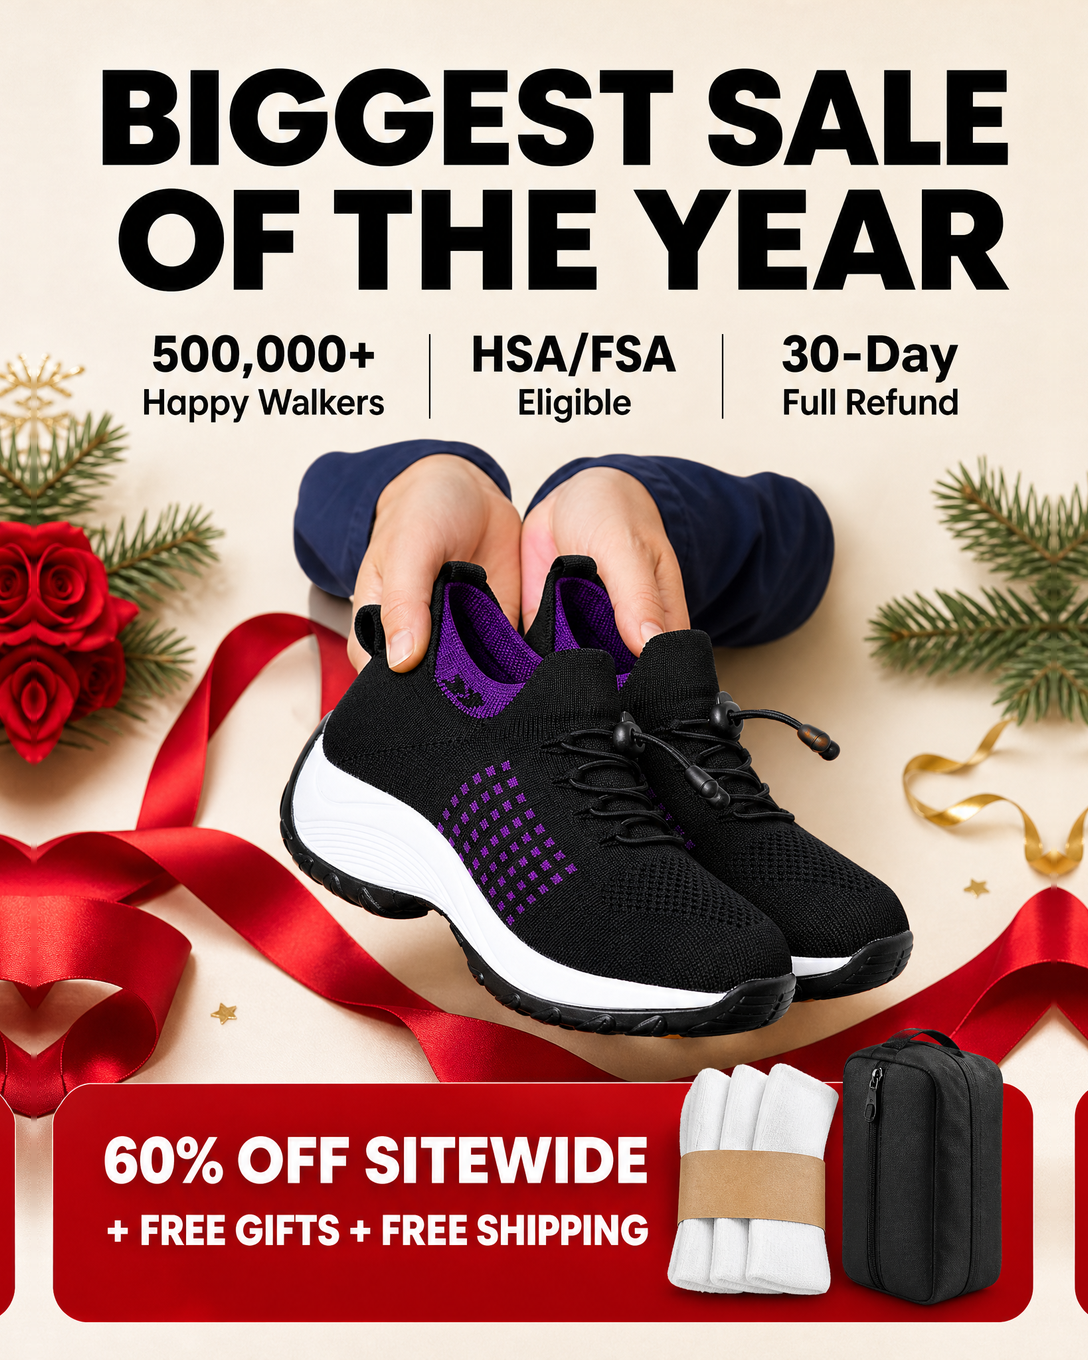 BIGGEST SALE
OF THE YEAR
500,000+
Happy Walkers
HSA/FSA
Eligible
30-Day
Full Refund
60% OFF SITEWIDE
+ FREE GIFTS + FREE SHIPPING